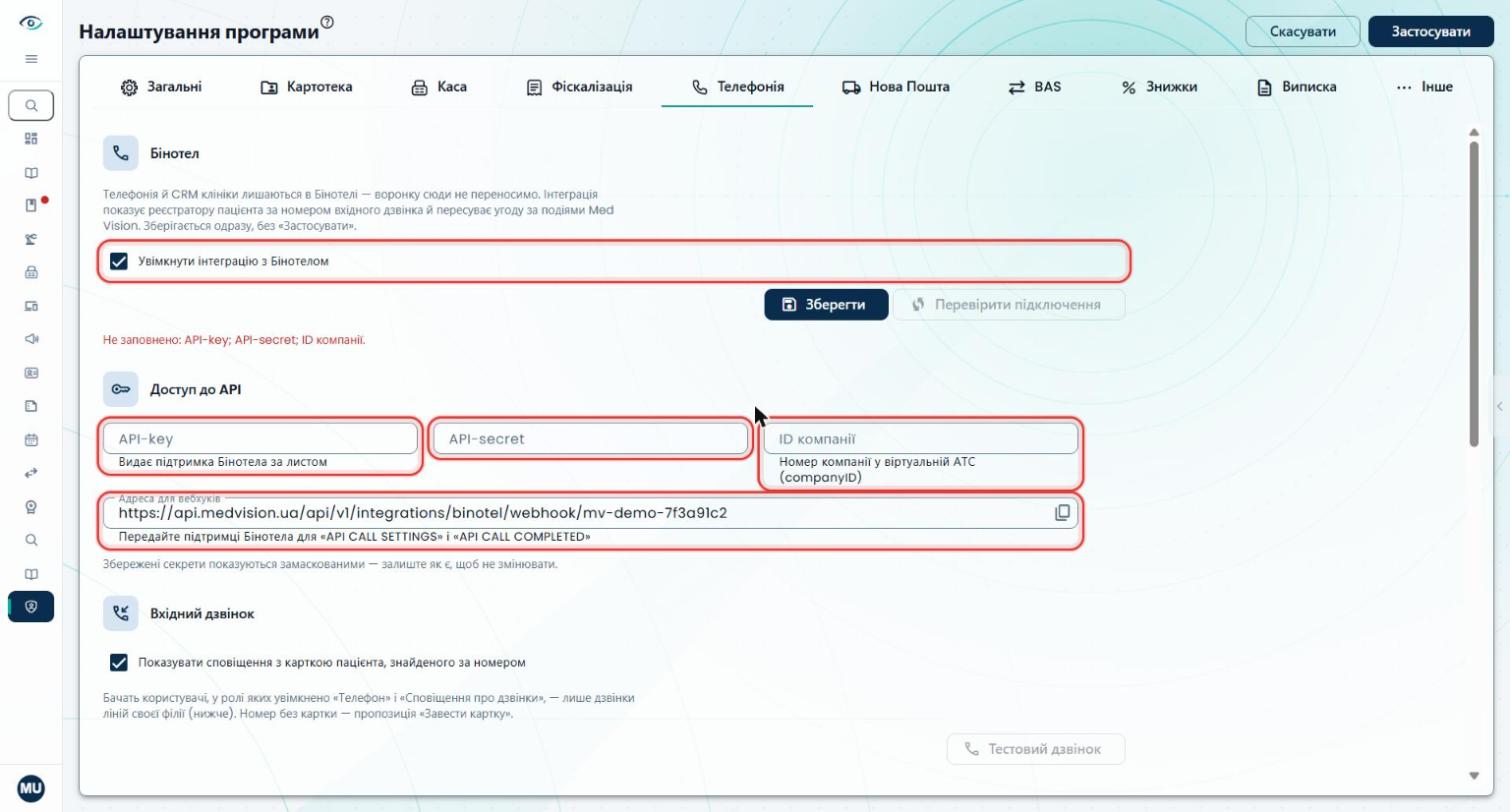 Налаштування програми
Скасувати
Застосувати
Загальні
Картотека
Каса
Фіскалізація
Телефонія
Нова Пошта
BAS
Знижки
Виписка
Інше
Бінотел
Телефонія й CRM клініки лишаються в Бінотелі — воронку сюди не переносимо. Інтеграція
показує реєстратору пацієнта за номером вхідного дзвінка й пересуває угоду за подіями Med
Vision. Зберігається одразу, без «Застосувати».
Увімкнути інтеграцію з Бінотелом
Зберегти
Перевірити підключення
Не заповнено: API-key; API-secret; ID компанії.
Доступ до API
API-key
API-secret
ID компанії
Видає підтримка Бінотела за листом
Номер компанії у віртуальній АТС
(companyID)
Адреса для вебхуків
https://api.medvision.ua/api/v1/integrations/binotel/webhook/mv-demo-7f3a91c2
Передайте підтримці Бінотела для «API CALL SETTINGS» і «API CALL COMPLETED»
Збережені секрети показуються замаскованими — залиште як є, щоб не змінювати.
Вхідний дзвінок
Показувати сповіщення з карткою пацієнта, знайденого за номером
Бачать користувачі, у ролі яких увімкнено «Телефон» і «Сповіщення про дзвінки», — лише дзвінки
ліній своєї філії (нижче). Номер без картки — пропозиція «Завести картку».
Тестовий дзвінок
MU